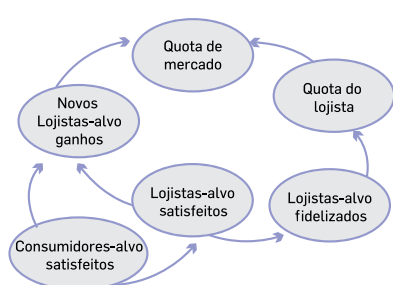 Quota de
mercado
Quota do
lojista
Novos
Lojistas-alvo
ganhos
Lojistas-alvo
satisfeitos
Lojistas-alvo
fidelizados
Consumidores-alvo
satisfeitos